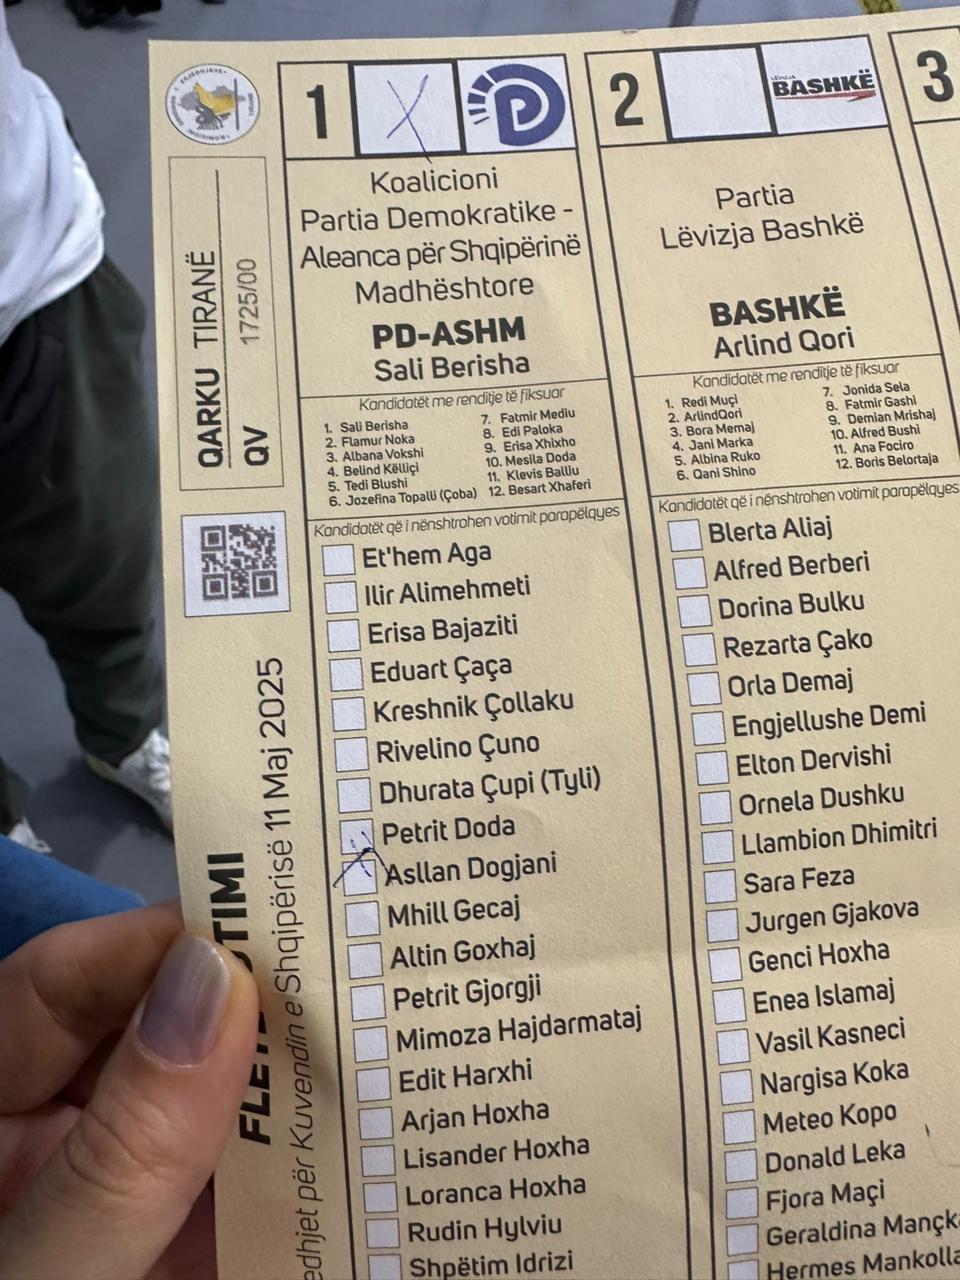 QARKU TIRANË
QV 1725/00
FLET
UTIMI
edhjet për Kuvendin e Shqipërisë 11 Maj 2025
1
Koalicioni
Partia Demokratike -
Aleanca për Shqipërinë
Madhështore
PD-ASHM
Sali Berisha
Kandidatët me renditje të fiksuar
1. Sali Berisha
2. Flamur Noka
3. Albana Vokshi
4. Belind Këlliçi
5. Tedi Blushi
6. Jozefina Topalli (Çoba)
7. Fatmir Mediu
8. Edi Paloka
9. Erisa Xhixho
10. Mesila Doda
11. Klevis Balliu
12. Besart Xhaferi
Kandidatët që i nënshtrohen votimit parapëlqyes
Et'hem Aga
Ilir Alimehmeti
Erisa Bajaziti
Eduart Çaça
Kreshnik Çollaku
Rivelino Çuno
Dhurata Çupi (Tyli)
Petrit Doda
Asllan Dogjani
Mhill Gecaj
Altin Goxhaj
Petrit Gjorgji
Mimoza Hajdarmataj
Edit Harxhi
Arjan Hoxha
Lisander Hoxha
Loranca Hoxha
Rudin Hylviu
Shpëtim Idrizi
2
LËVIZJA
BASHKË
Partia
Lëvizja Bashkë
BASHKË
Arlind Qori
Kandidatët me renditje të fiksuar
1. Redi Muçi
2. ArlindQori
3. Bora Memaj
4. Jani Marka
5. Albina Ruko
6. Qani Shino
7. Jonida Sela
8. Fatmir Gashi
9. Demian Mrishaj
10. Alfred Bushi
11. Ana Fociro
12. Boris Belortaja
Kandidatët që i nënshtrohen votimit parapëlqyes
Blerta Aliaj
Alfred Berberi
Dorina Bulku
Rezarta Çako
Orla Demaj
Engjellushe Demi
Elton Dervishi
Ornela Dushku
Llambion Dhimitri
Sara Feza
Jurgen Gjakova
Genci Hoxha
Enea Islamaj
Vasil Kasneci
Nargisa Koka
Meteo Kopo
Donald Leka
Fjora Maçi
Geraldina Mançk
Hermes Mankolla
3